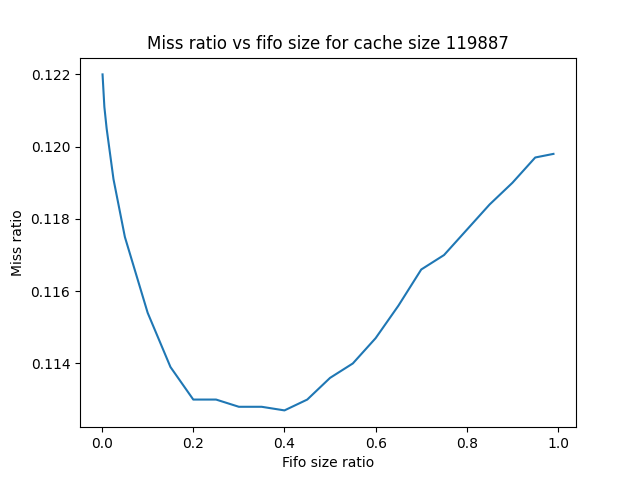 Miss ratio vs fifo size for cache size 119887
0.122
0.120
0.118
0.116
0.114
Miss ratio
0.0 0.2 0.4 0.6 0.8 1.0
Fifo size ratio